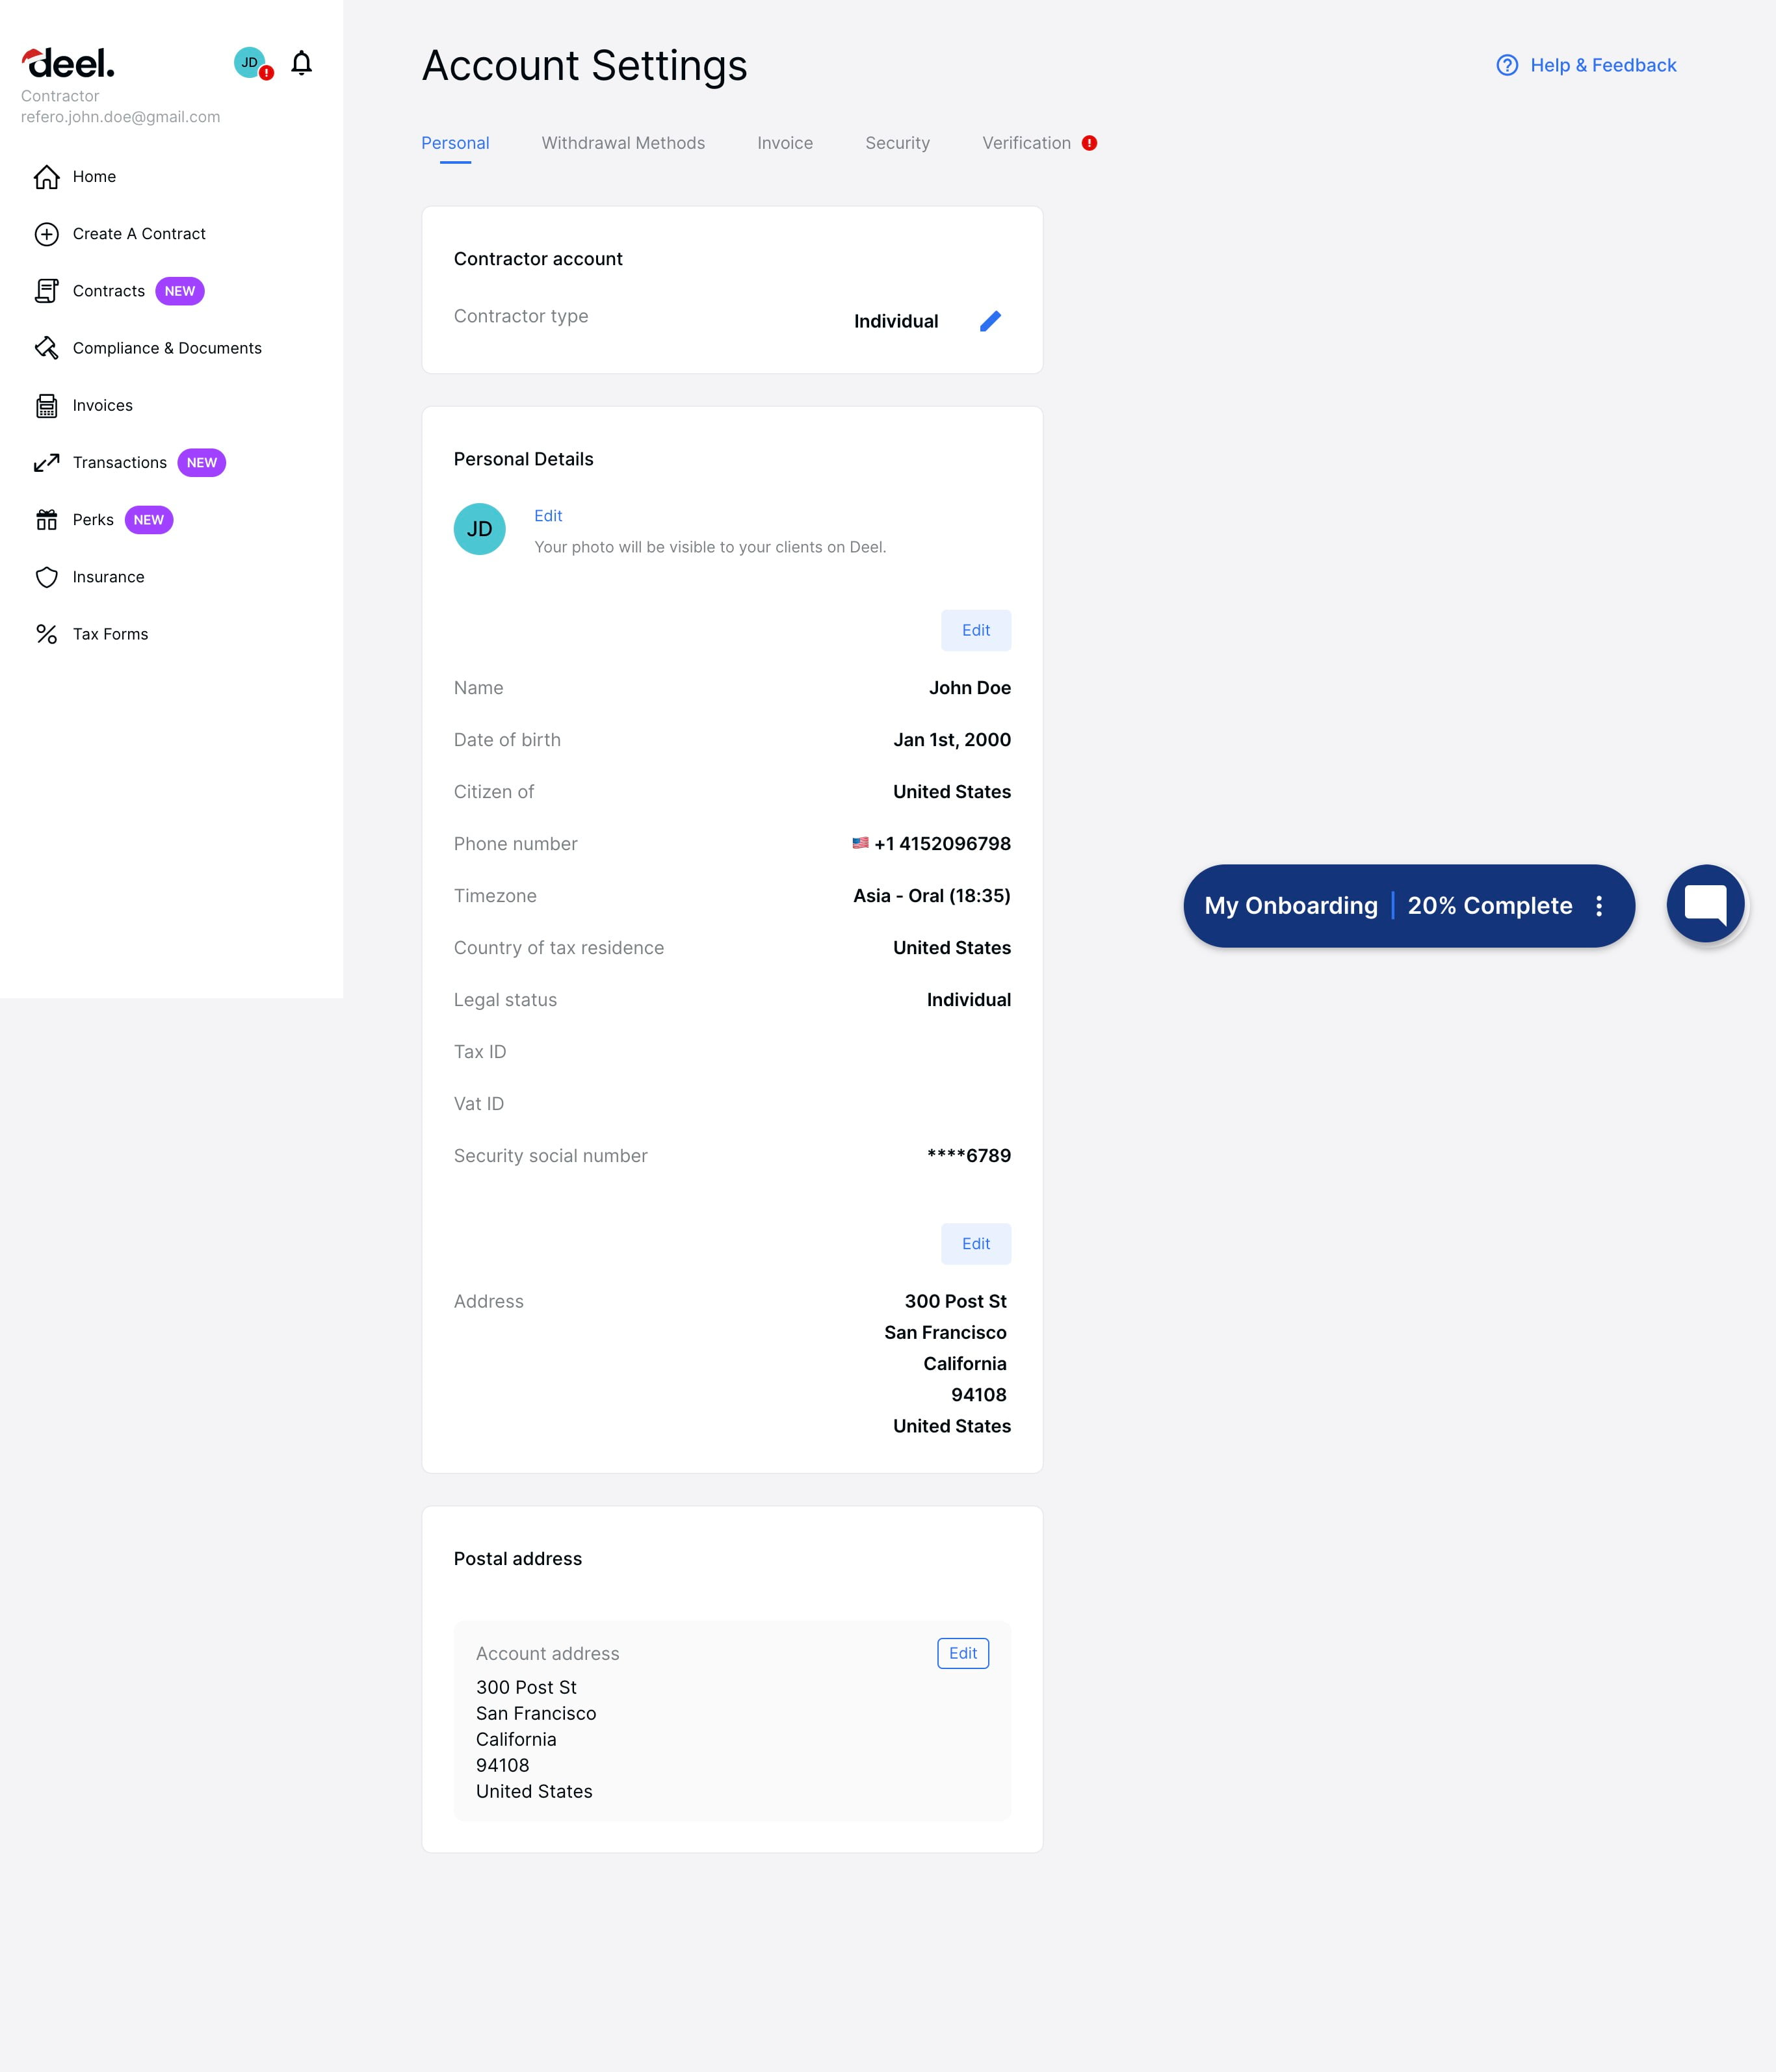 deel.
JD
Contractor
refero.john.doe@gmail.com
Home
Create A Contract
Contracts NEW
Compliance & Documents
Invoices
Transactions NEW
Perks NEW
Insurance
Tax Forms
Account Settings
Help & Feedback
Personal Withdrawal Methods Invoice Security Verification
Contractor account
Contractor type Individual
Personal Details
JD
Edit
Your photo will be visible to your clients on Deel.
Edit
Name John Doe
Date of birth Jan 1st, 2000
Citizen of United States
Phone number +1 4152096798
Timezone Asia - Oral (18:35)
Country of tax residence United States
Legal status Individual
Tax ID
Vat ID
Security social number ****6789
Edit
Address 300 Post St
San Francisco
California
94108
United States
Postal address
Account address Edit
300 Post St
San Francisco
California
94108
United States
My Onboarding | 20% Complete